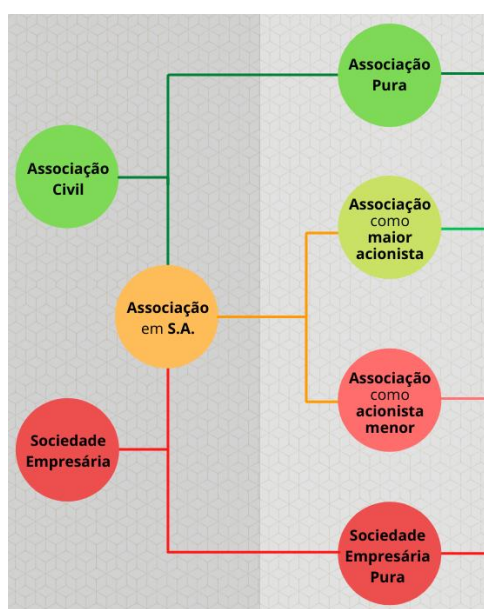 Associação
Pura
Associação
Civil
Associação
como
maior
acionista
Associação
em S.A.
Associação
como
acionista
menor
Sociedade
Empresária
Sociedade
Empresária
Pura